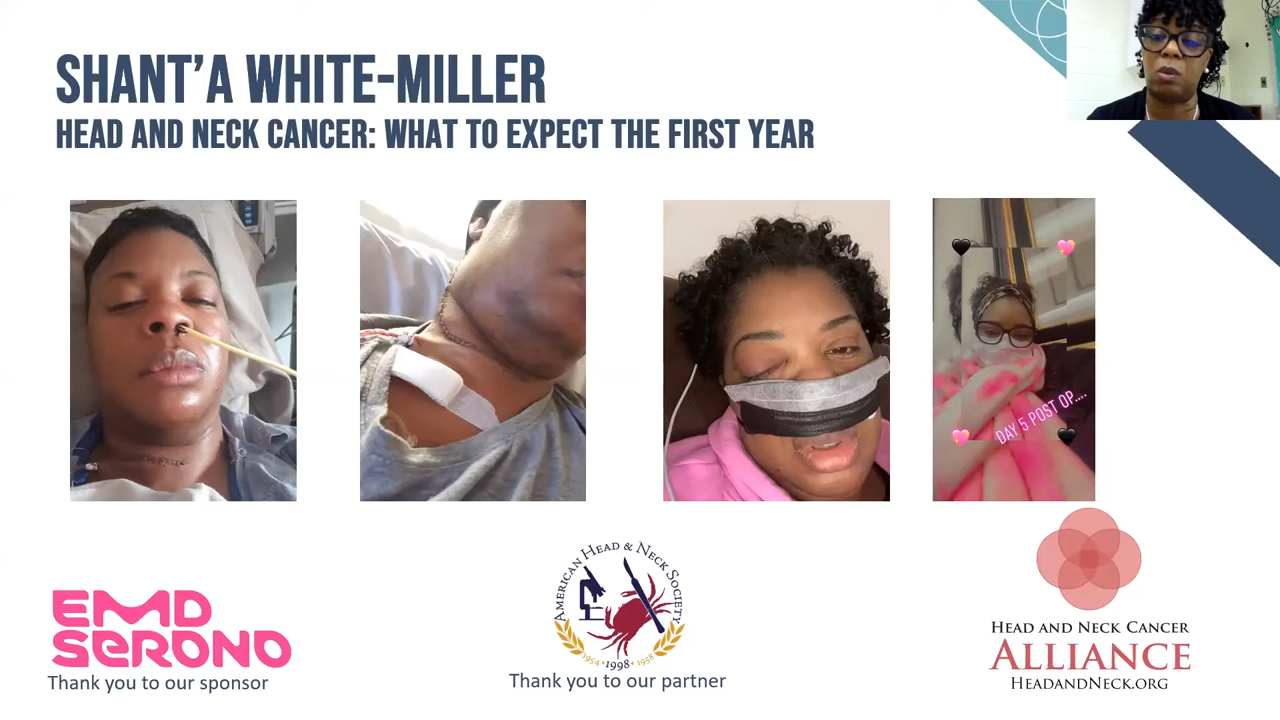 SHANT'A WHITE-MILLER
HEAD AND NECK CANCER: WHAT TO EXPECT THE FIRST YEAR
DAY 5 POST OP....
EMD
SERONO
Thank you to our sponsor
AMERICAN HEAD & NECK SOCIETY
1954 * 1998 * 1958
Thank you to our partner
HEAD AND NECK CANCER
ALLIANCE
HEADANDNECK.ORG